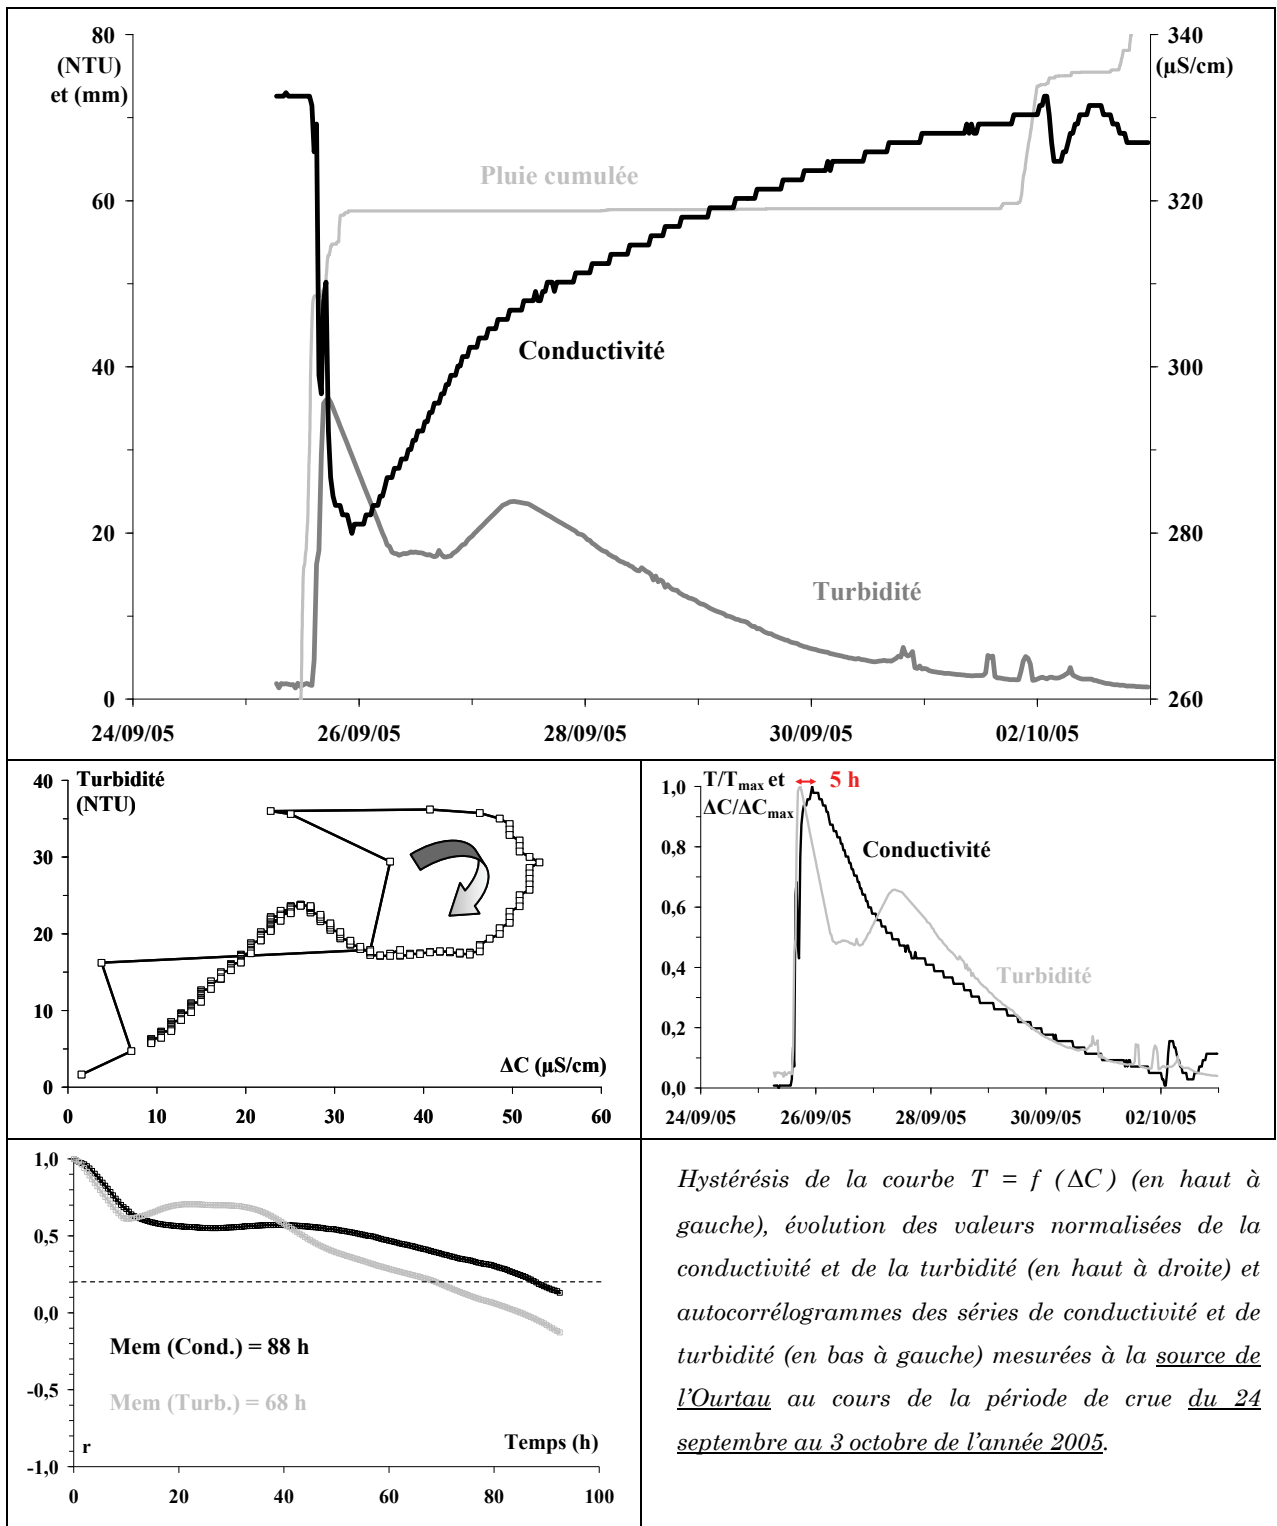 80
(NTU)
et (mm)
60
40
20
0
340
(µS/cm)
320
300
280
260
Pluie cumulée
Conductivité
Turbidité
24/09/05 26/09/05 28/09/05 30/09/05 02/10/05
40
30
20
10
0
Turbidité
(NTU)
ΔC (µS/cm)
0 10 20 30 40 50 60
T/Tmax et
ΔC/ΔCmax
5 h
1,0
0,8
0,6
0,4
0,2
0,0
Conductivité
Turbidité
24/09/05 26/09/05 28/09/05 30/09/05 02/10/05
1,0
0,5
0,0
-0,5
-1,0
Mem (Cond.) = 88 h
Mem (Turb.) = 68 h
r
Temps (h)
0 20 40 60 80 100
Hystérésis de la courbe T = f (ΔC) (en haut à
gauche), évolution des valeurs normalisées de la
conductivité et de la turbidité (en haut à droite) et
autocorrélogrammes des séries de conductivité et de
turbidité (en bas à gauche) mesurées à la source de
l'Ourtau au cours de la période de crue du 24
septembre au 3 octobre de l'année 2005.